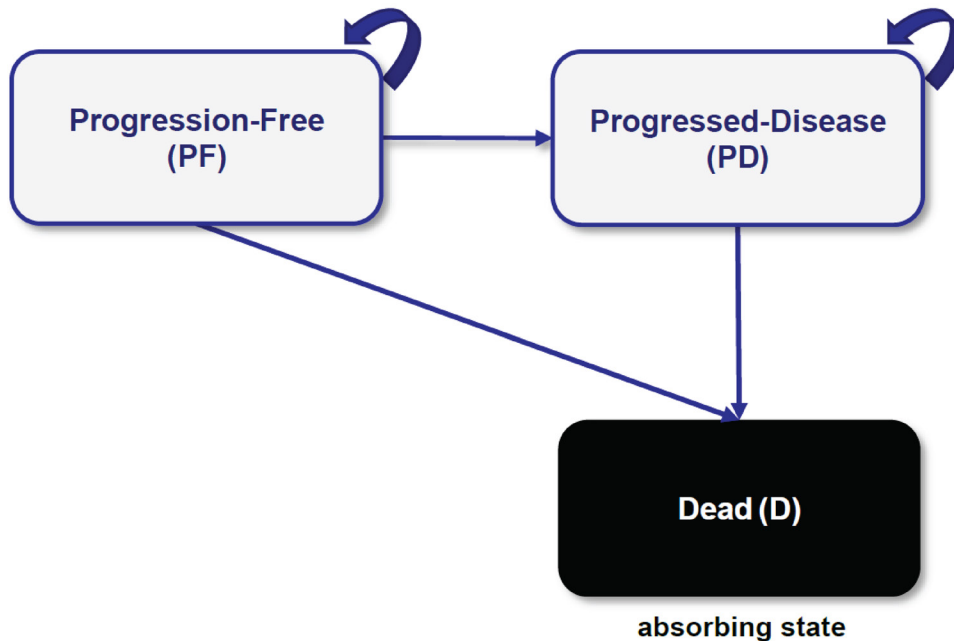 Progression-Free
(PF)
Progressed-Disease
(PD)
Dead (D)
absorbing state